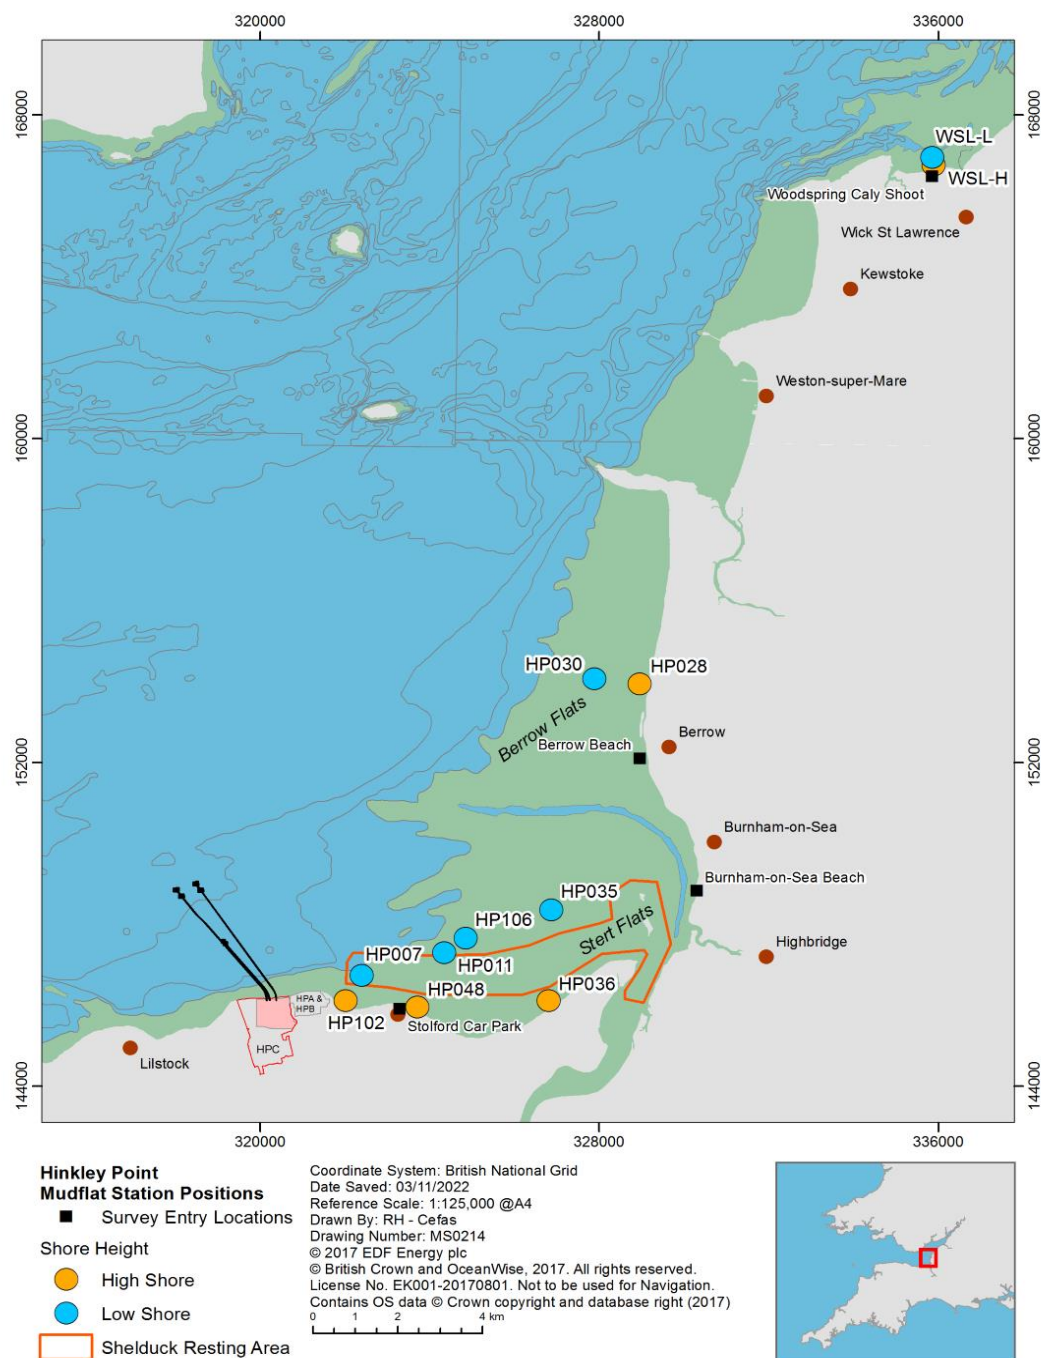 320000
328000
336000
168000
168000
WSL-L
WSL-H
Woodspring Caly Shoot
Wick St Lawrence
Kewstoke
Weston-super-Mare
160000
160000
HP030
HP028
Berrow Flats
Berrow Beach
Berrow
152000
152000
Burnham-on-Sea
Burnham-on-Sea Beach
HP035
HP106
Stert Flats
HP007
HP011
Highbridge
HP048
HP036
HPA &
HPB
HP102
Stolford Car Park
HPC
Lilstock
144000
144000
320000
328000
336000
Hinkley Point
Mudflat Station Positions
Survey Entry Locations
Shore Height
High Shore
Low Shore
Shelduck Resting Area
Coordinate System: British National Grid
Date Saved: 03/11/2022
Reference Scale: 1:125,000 @A4
Drawn By: RH - Cefas
Drawing Number: MS0214
© 2017 EDF Energy plc
© British Crown and OceanWise, 2017. All rights reserved.
License No. EK001-20170801. Not to be used for Navigation.
Contains OS data © Crown copyright and database right (2017)
0 1 2 4 km